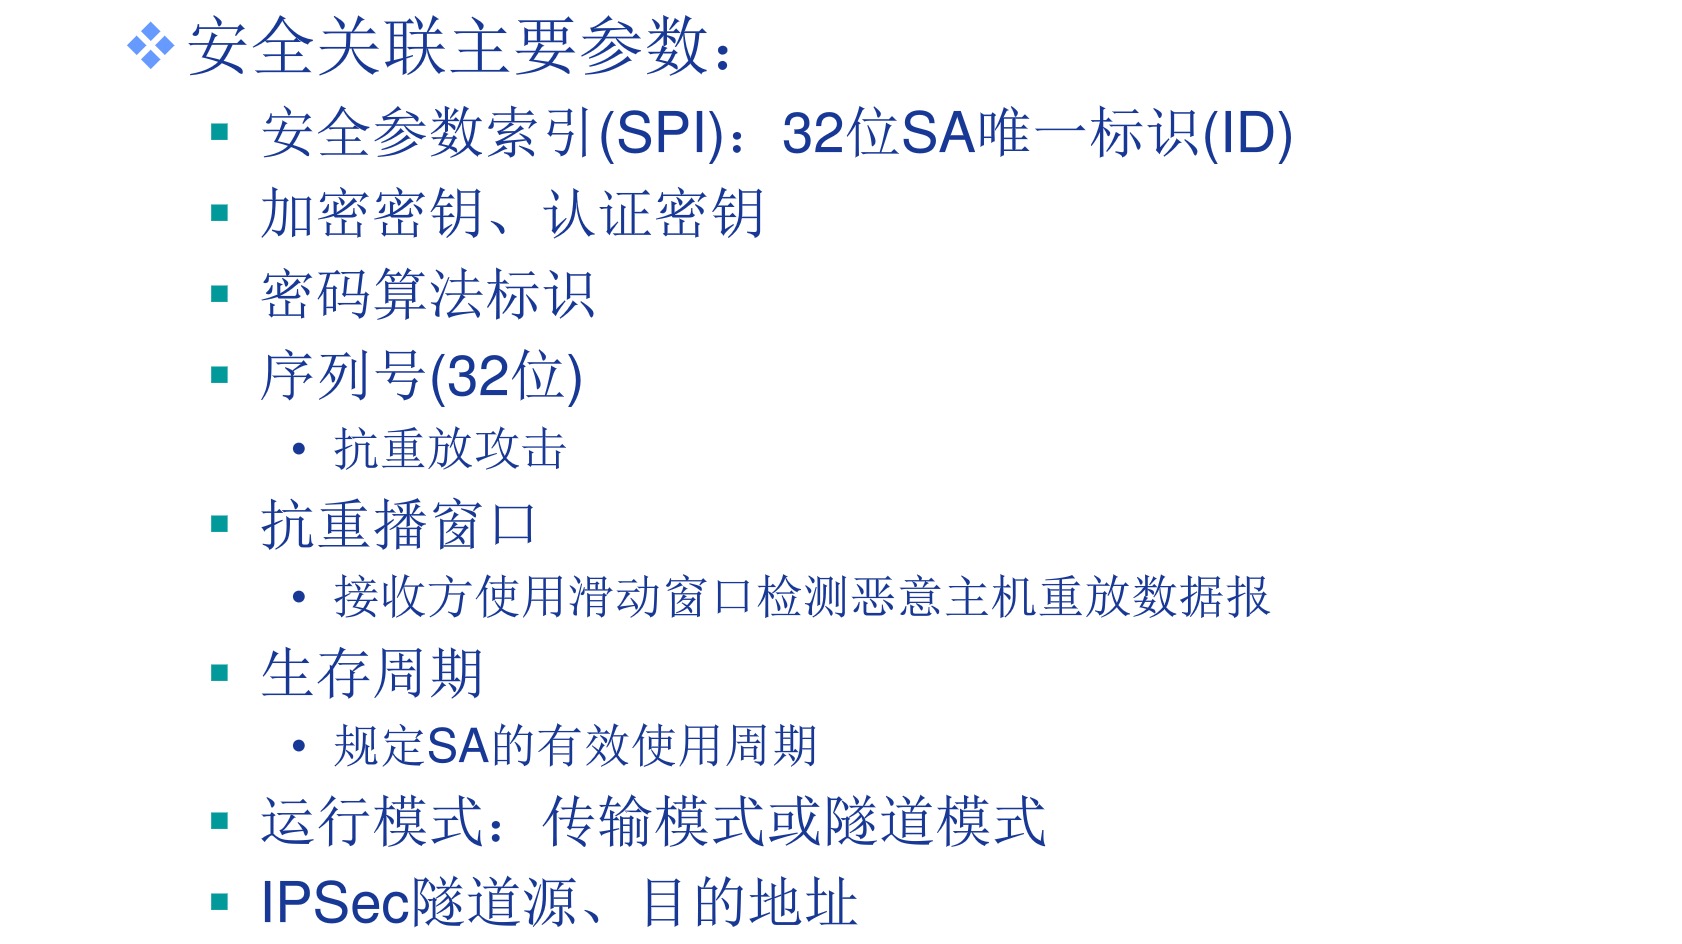 安全关联主要参数：
安全参数索引(SPI)：32位SA唯一标识(ID)
加密密钥、认证密钥
密码算法标识
序列号(32位)
抗重放攻击
抗重播窗口
接收方使用滑动窗口检测恶意主机重放数据报
生存周期
规定SA的有效使用周期
运行模式：传输模式或隧道模式
IPSec隧道源、目的地址